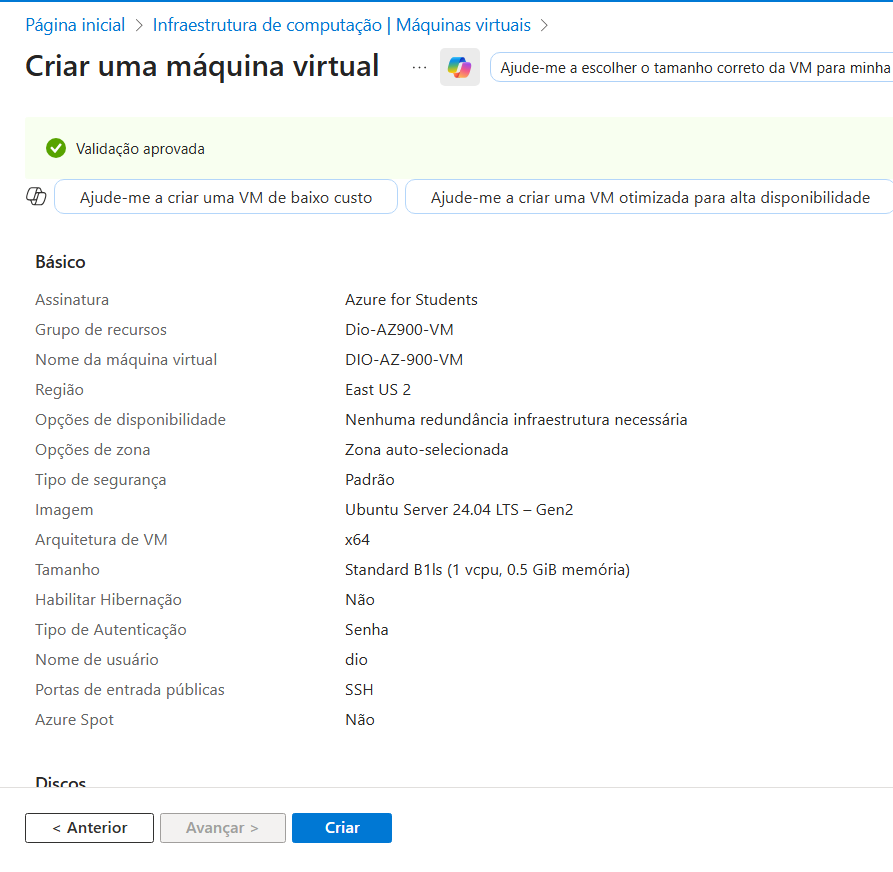 Página inicial > Infraestrutura de computação | Máquinas virtuais >
Criar uma máquina virtual ... Ajude-me a escolher o tamanho correto da VM para minha
Validação aprovada
Ajude-me a criar uma VM de baixo custo Ajude-me a criar uma VM otimizada para alta disponibilidade
Básico
Assinatura Azure for Students
Grupo de recursos Dio-AZ900-VM
Nome da máquina virtual DIO-AZ-900-VM
Região East US 2
Opções de disponibilidade Nenhuma redundância infraestrutura necessária
Opções de zona Zona auto-selecionada
Tipo de segurança Padrão
Imagem Ubuntu Server 24.04 LTS – Gen2
Arquitetura de VM x64
Tamanho Standard B1ls (1 vcpu, 0.5 GiB memória)
Habilitar Hibernação Não
Tipo de Autenticação Senha
Nome de usuário dio
Portas de entrada públicas SSH
Azure Spot Não
Discos
< Anterior Avançar > Criar